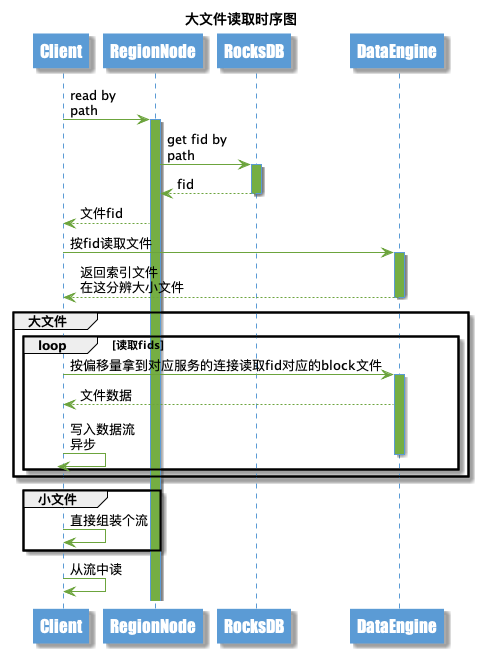 大文件读取时序图
Client
RegionNode
RocksDB
DataEngine
read by
path
get fid by
path
fid
文件fid
按fid读取文件
返回索引文件
在这分辨大小文件
大文件
loop
[读取fids]
按偏移量拿到对应服务的连接读取fid对应的block文件
文件数据
写入数据流
异步
小文件
直接组装个流
从流中读
Client
RegionNode
RocksDB
DataEngine